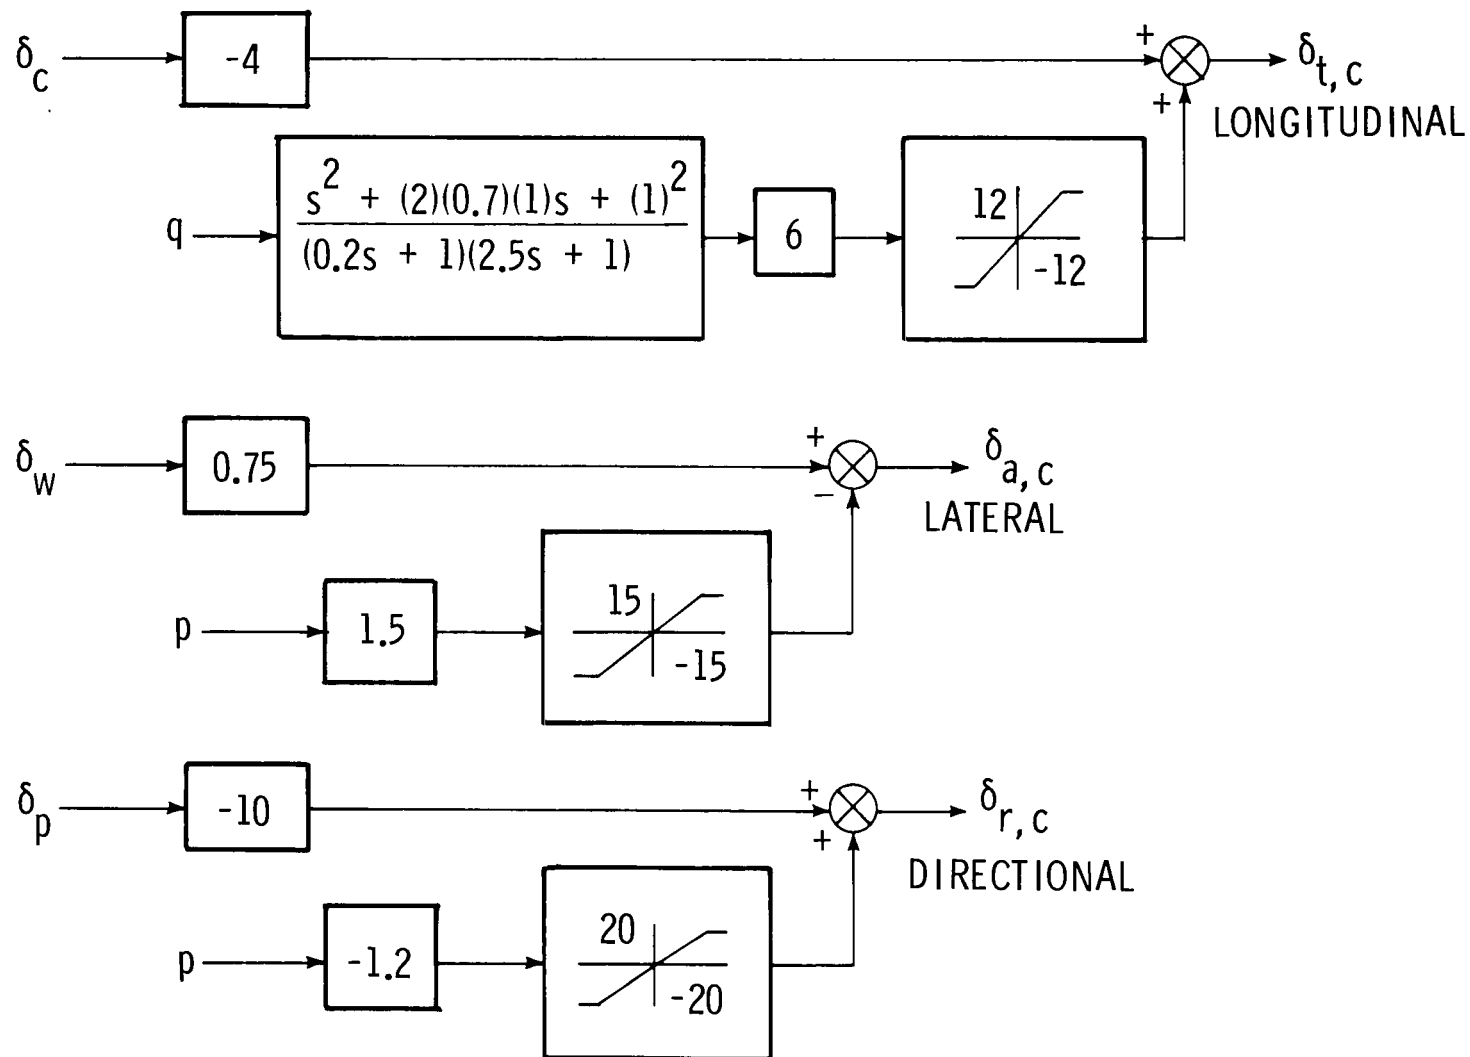 δc -4 + δt, c
+ LONGITUDINAL
s² + (2)(0.7)(1)s + (1)²
(0.2s + 1)(2.5s + 1)
q 6 12 -12
δw 0.75 + δa, c
− LATERAL
p 1.5 15 -15
δp -10 + δr, c
+ DIRECTIONAL
p -1.2 20 -20